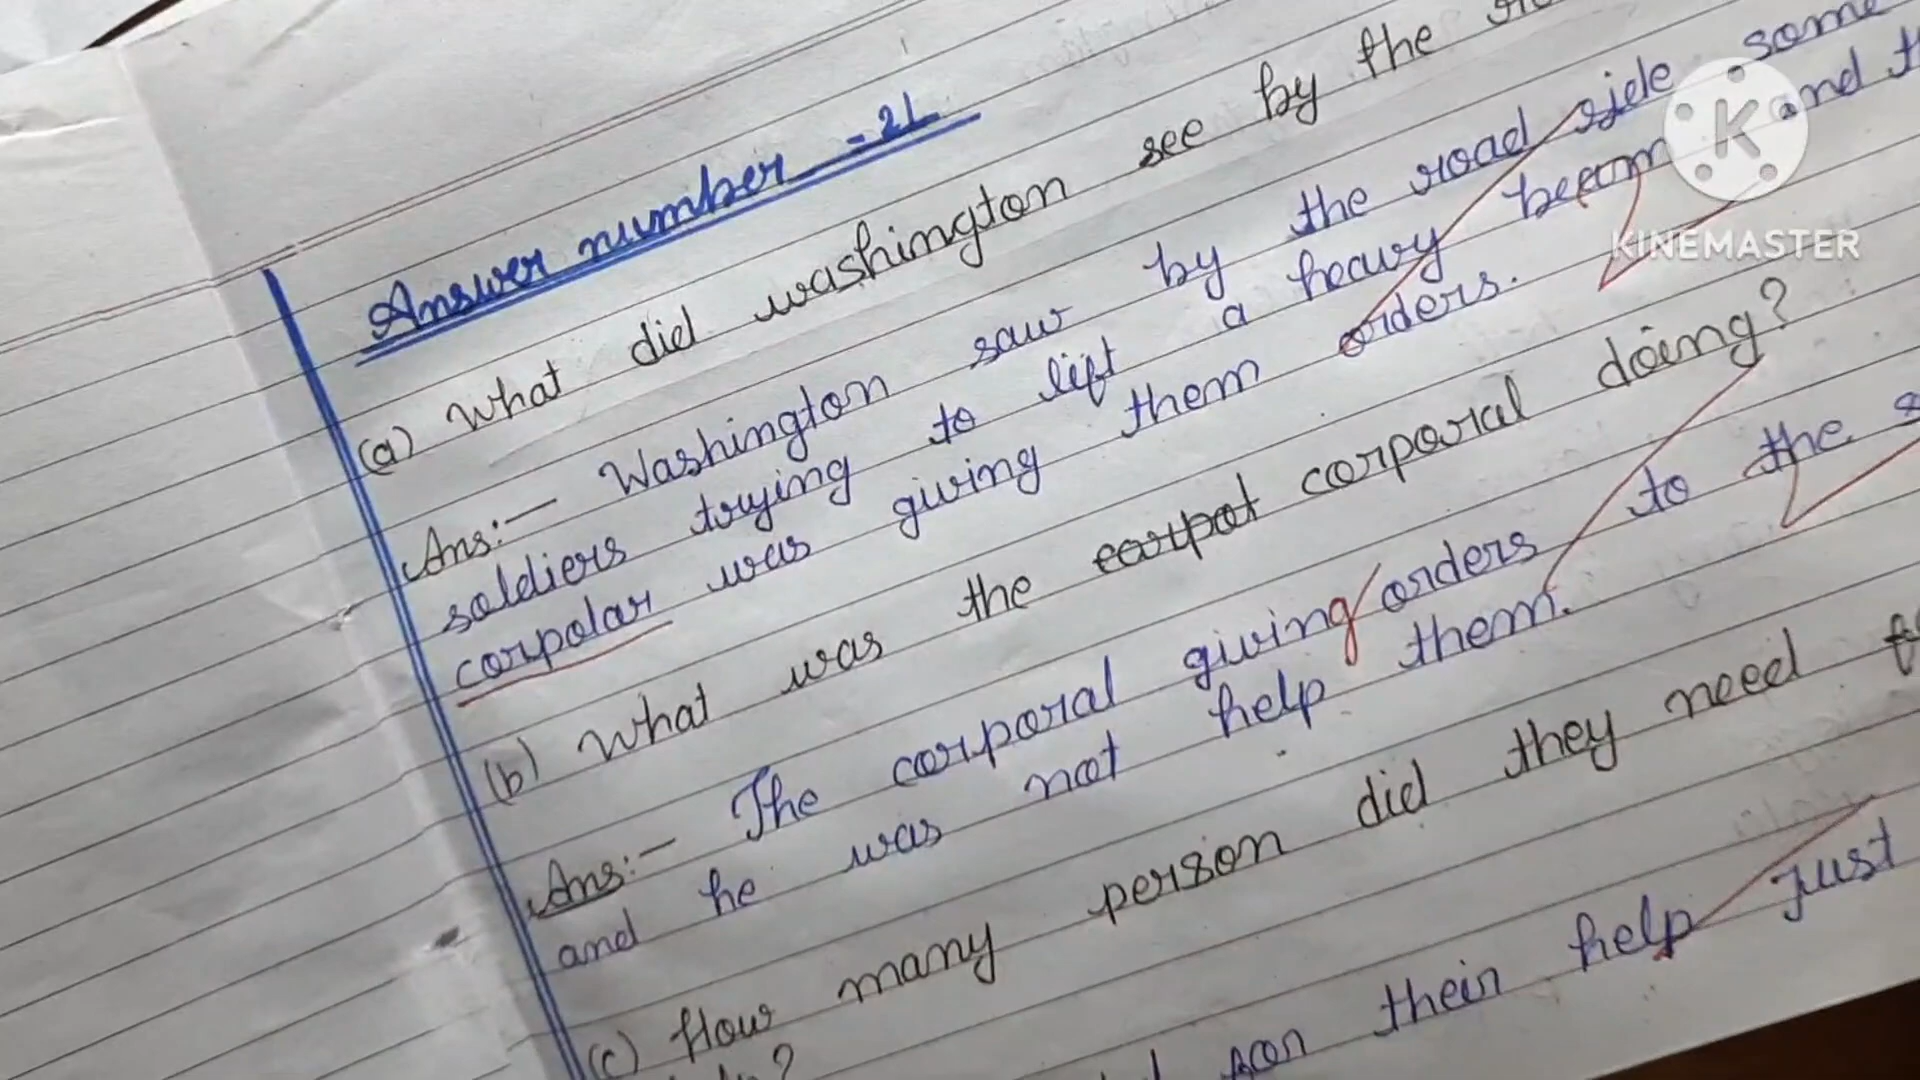 Answer number = 21
(a) What did washington see by the
Ans:- Washington saw by the road side some
soldiers trying to lift a heavy beam and
corpolar was giving them orders.
(b) What was the corporal doing?
Ans:- The corporal giving orders to the
and he was not help them.
(c) How many person did they need
?
their help just
K
KINEMASTER